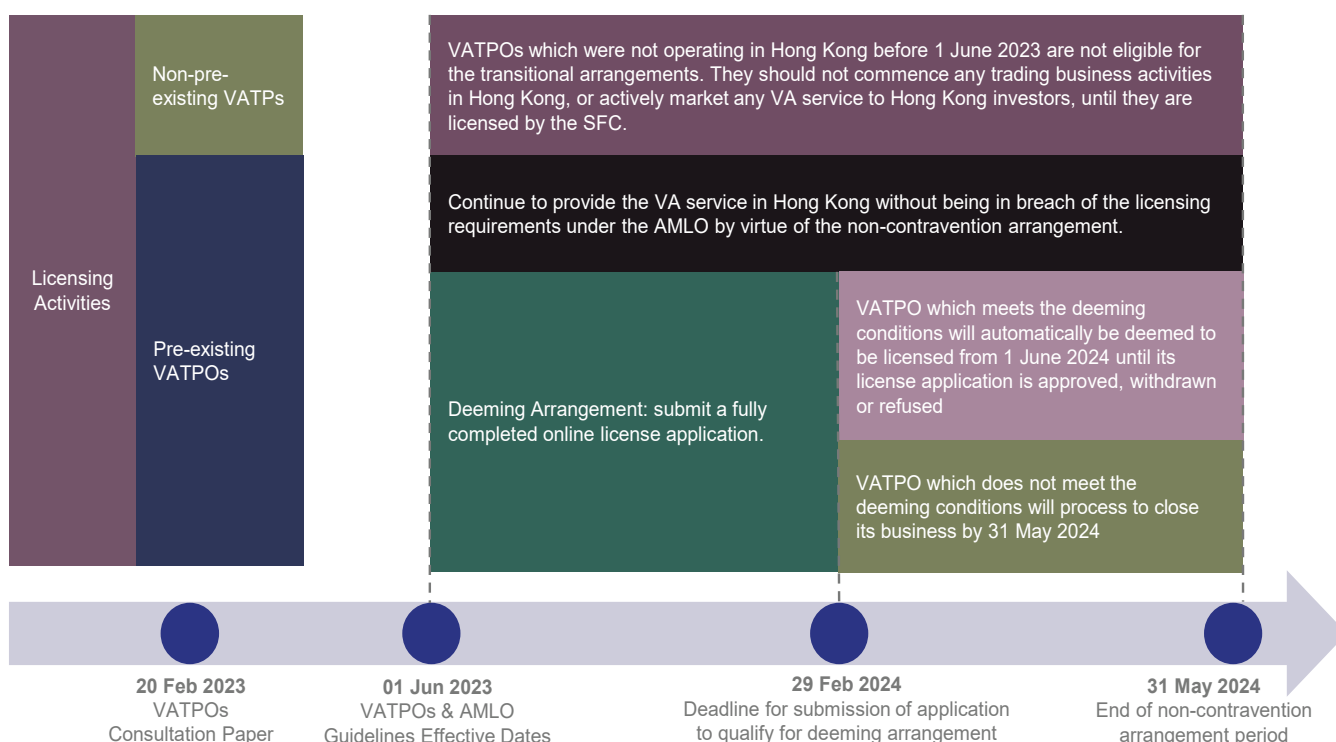 Licensing
Activities
Non-pre-
existing VATPs
Pre-existing
VATPOs
VATPOs which were not operating in Hong Kong before 1 June 2023 are not eligible for
the transitional arrangements. They should not commence any trading business activities
in Hong Kong, or actively market any VA service to Hong Kong investors, until they are
licensed by the SFC.
Continue to provide the VA service in Hong Kong without being in breach of the licensing
requirements under the AMLO by virtue of the non-contravention arrangement.
Deeming Arrangement: submit a fully
completed online license application.
VATPO which meets the deeming
conditions will automatically be deemed to
be licensed from 1 June 2024 until its
license application is approved, withdrawn
or refused
VATPO which does not meet the
deeming conditions will process to close
its business by 31 May 2024
20 Feb 2023
VATPOs
Consultation Paper
01 Jun 2023
VATPOs & AMLO
Guidelines Effective Dates
29 Feb 2024
Deadline for submission of application
to qualify for deeming arrangement
31 May 2024
End of non-contravention
arrangement period